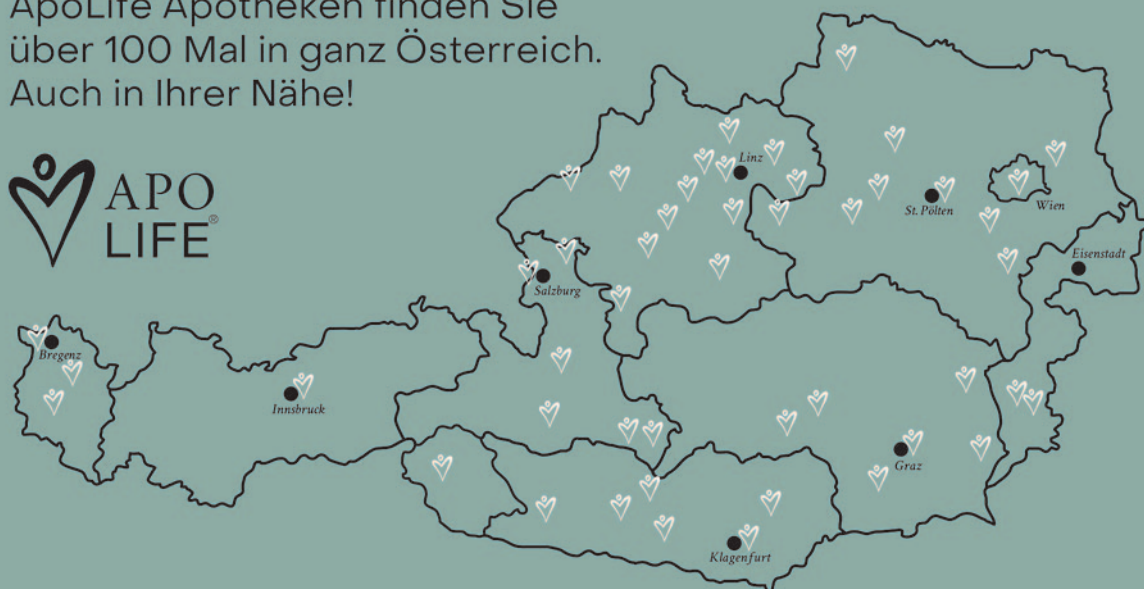 ApoLife Apotheken finden Sie
über 100 Mal in ganz Österreich.
Auch in Ihrer Nähe!
APO
LIFE®
Linz
St. Pölten
Wien
Eisenstadt
Salzburg
Bregenz
Innsbruck
Graz
Klagenfurt